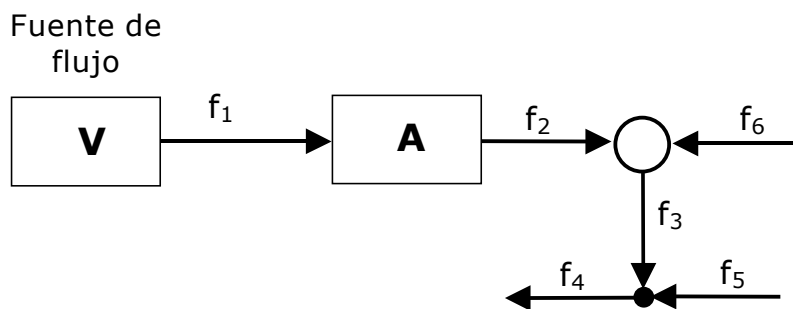 Fuente de
flujo
V
f₁
A
f₂
f₆
f₃
f₄
f₅